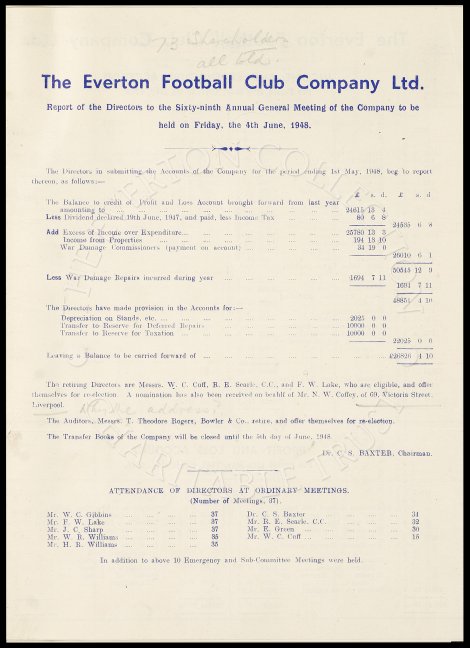 73 Shareholders
all told.
The Everton Football Club Company Ltd.
Report of the Directors to the Sixty-ninth Annual General Meeting of the Company to be
held on Friday, the 4th June, 1948.
The Directors in submitting the Accounts of the Company for the period ending 1st May, 1948, beg to report
thereon, as follows:—
£ s. d. £ s. d
The Balance to credit of Profit and Loss Account brought forward from last year
amounting to ... 24615 13 4
Less Dividend declared 19th June, 1947, and paid, less Income Tax ... 80 6 8
24535 6 8
Add Excess of Income over Expenditure... 25780 13 3
Income from Properties ... 194 13 10
War Damage Commissioners (payment on account) ... 34 19 0
26010 6 1
50545 12 9
Less War Damage Repairs incurred during year ... 1694 7 11
1694 7 11
48851 4 10
The Directors have made provision in the Accounts for:—
Depreciation on Stands, etc. ... 2025 0 0
Transfer to Reserve for Deferred Repairs ... 10000 0 0
Transfer to Reserve for Taxation ... 10000 0 0
22025 0 0
Leaving a Balance to be carried forward of ... £26826 4 10
The retiring Directors are Messrs. W. C. Cuff, R. E. Searle, C.C., and F. W. Lake, who are eligible, and offer
themselves for re-election. A nomination has also been received on bealhf of Mr. N. W. Coffey, of 69, Victoria Street,
Liverpool.
address?
The Auditors, Messrs. T. Theodore Rogers, Bowler & Co., retire, and offer themselves for re-election.
The Transfer Books of the Company will be closed until the 5th day of June, 1948.
Dr. C. S. BAXTER, Chairman.
ATTENDANCE OF DIRECTORS AT ORDINARY MEETINGS.
(Number of Meetings, 37).
Mr. W. C. Gibbins ... 37
Mr. F. W. Lake ... 37
Mr. J. C. Sharp ... 37
Mr. W. R. Williams ... 35
Mr. H. R. Williams ... 35
Dr. C. S. Baxter ... 34
Mr. R. E. Searle, C.C. ... 32
Mr. E. Green ... 30
Mr. W. C. Cuff ... 15
In addition to above 10 Emergency and Sub-Committee Meetings were held.
THE EVERTON COLLECTION
CHARITABLE TRUST